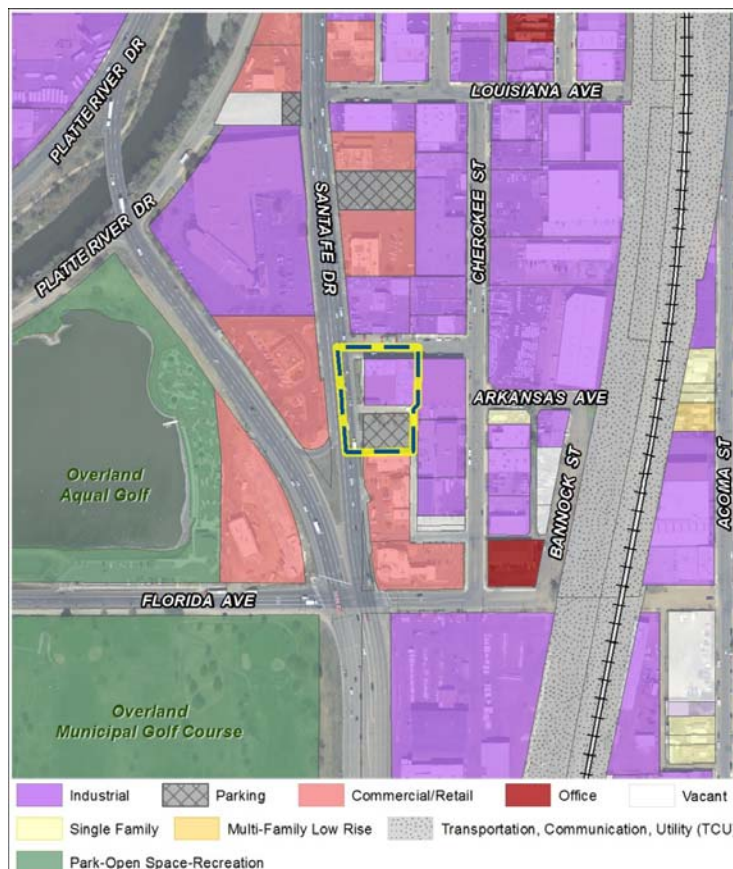 PLATTE RIVER DR
LOUISIANA AVE
SANTA FE DR
CHEROKEE ST
PLATTE RIVER DR
ARKANSAS AVE
BANNOCK ST
ACOMA ST
Overland
Aqual Golf
FLORIDA AVE
Overland
Municipal Golf Course
Industrial
Parking
Commercial/Retail
Office
Vacant
Single Family
Multi-Family Low Rise
Transportation, Communication, Utility (TCU)
Park-Open Space-Recreation